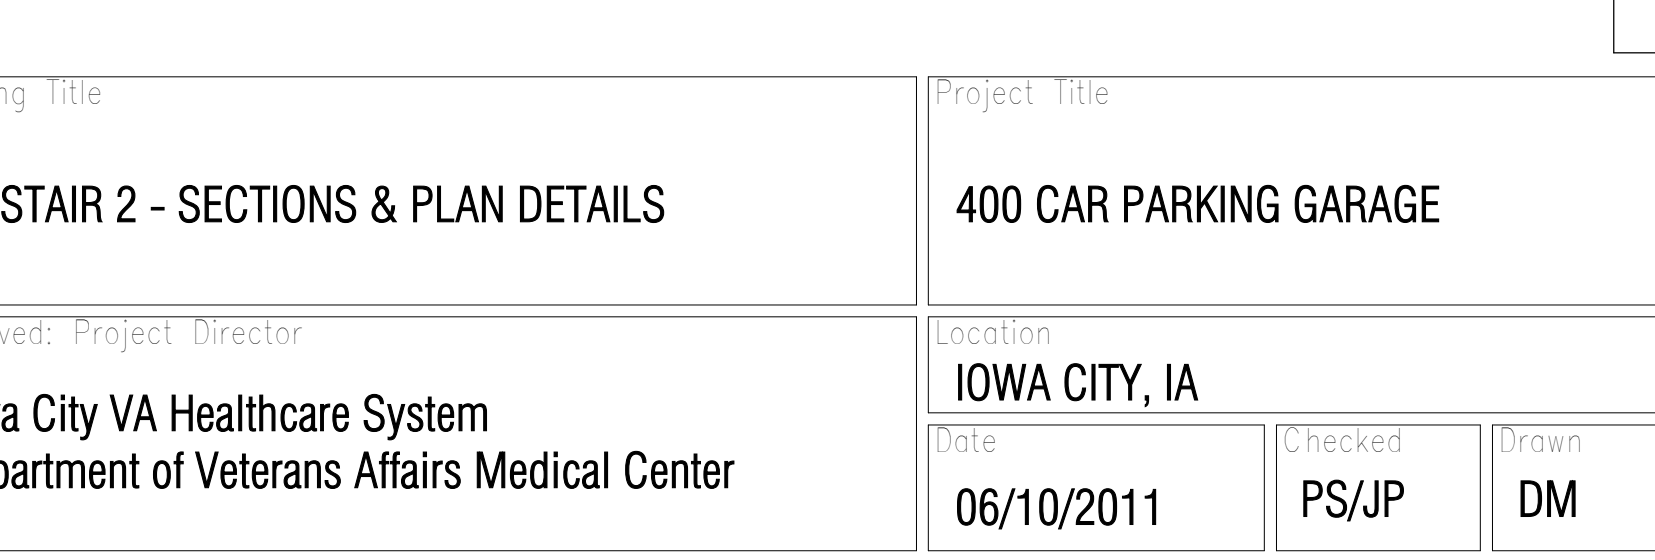 ng Title
STAIR 2 - SECTIONS & PLAN DETAILS
Project Title
400 CAR PARKING GARAGE
ved: Project Director
a City VA Healthcare System
partment of Veterans Affairs Medical Center
Location
IOWA CITY, IA
Date
06/10/2011
Checked
PS/JP
Drawn
DM